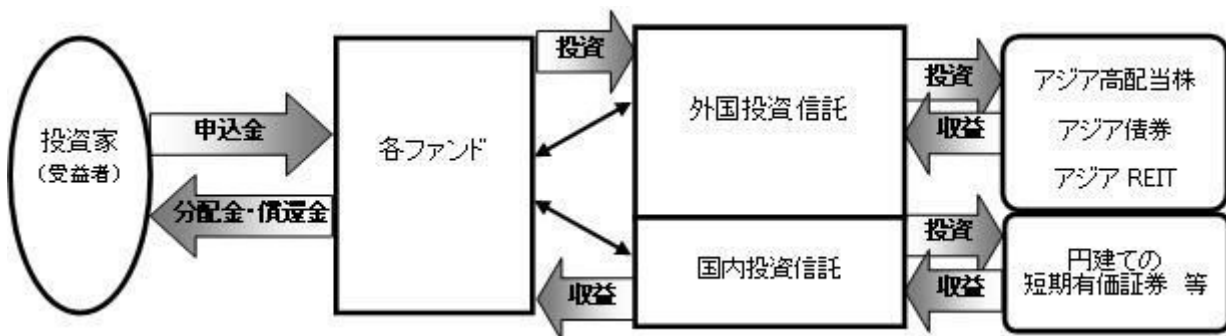 投資家
(受益者)
申込金
分配金・償還金
各ファンド
投資
収益
外国投資信託
国内投資信託
投資
収益
アジア高配当株
アジア債券
アジア REIT
投資
収益
円建ての
短期有価証券 等